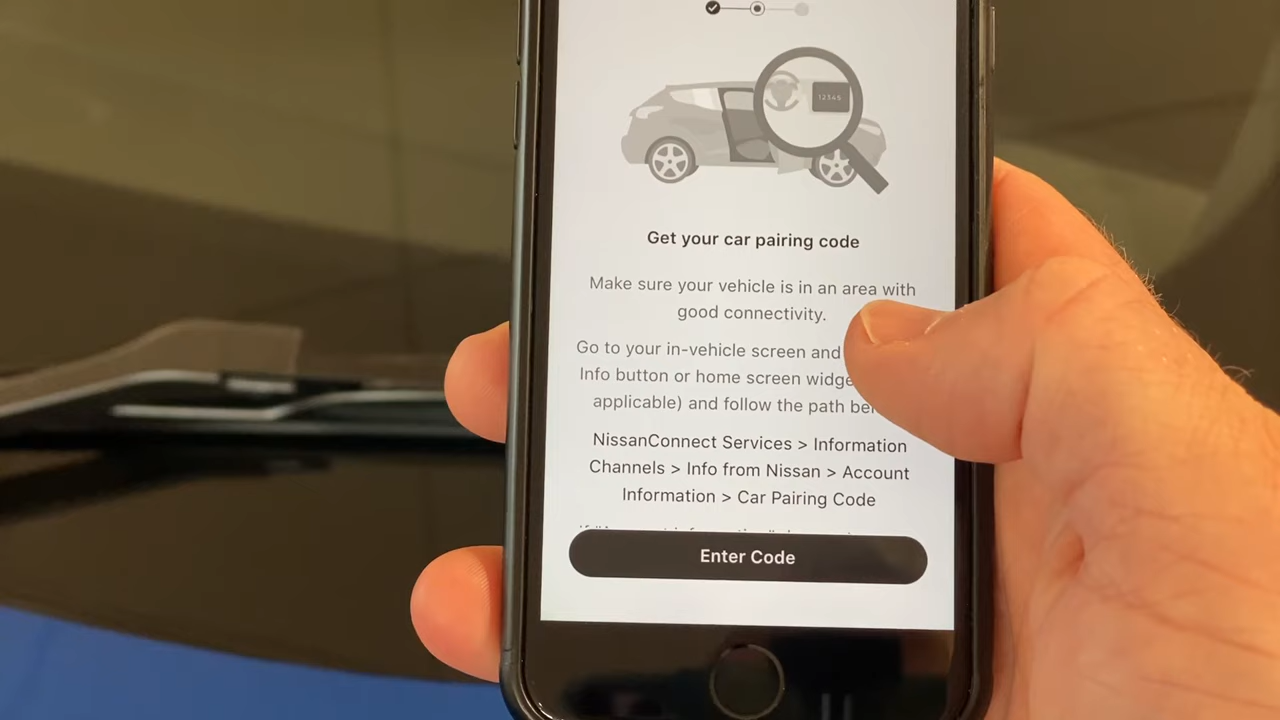 12345
Get your car pairing code
Make sure your vehicle is in an area with
good connectivity.
Go to your in-vehicle screen and
Info button or home screen
applicable) and follow the path
NissanConnect Services > Information
Channels > Info from Nissan > Account
Information > Car Pairing Code
Enter Code